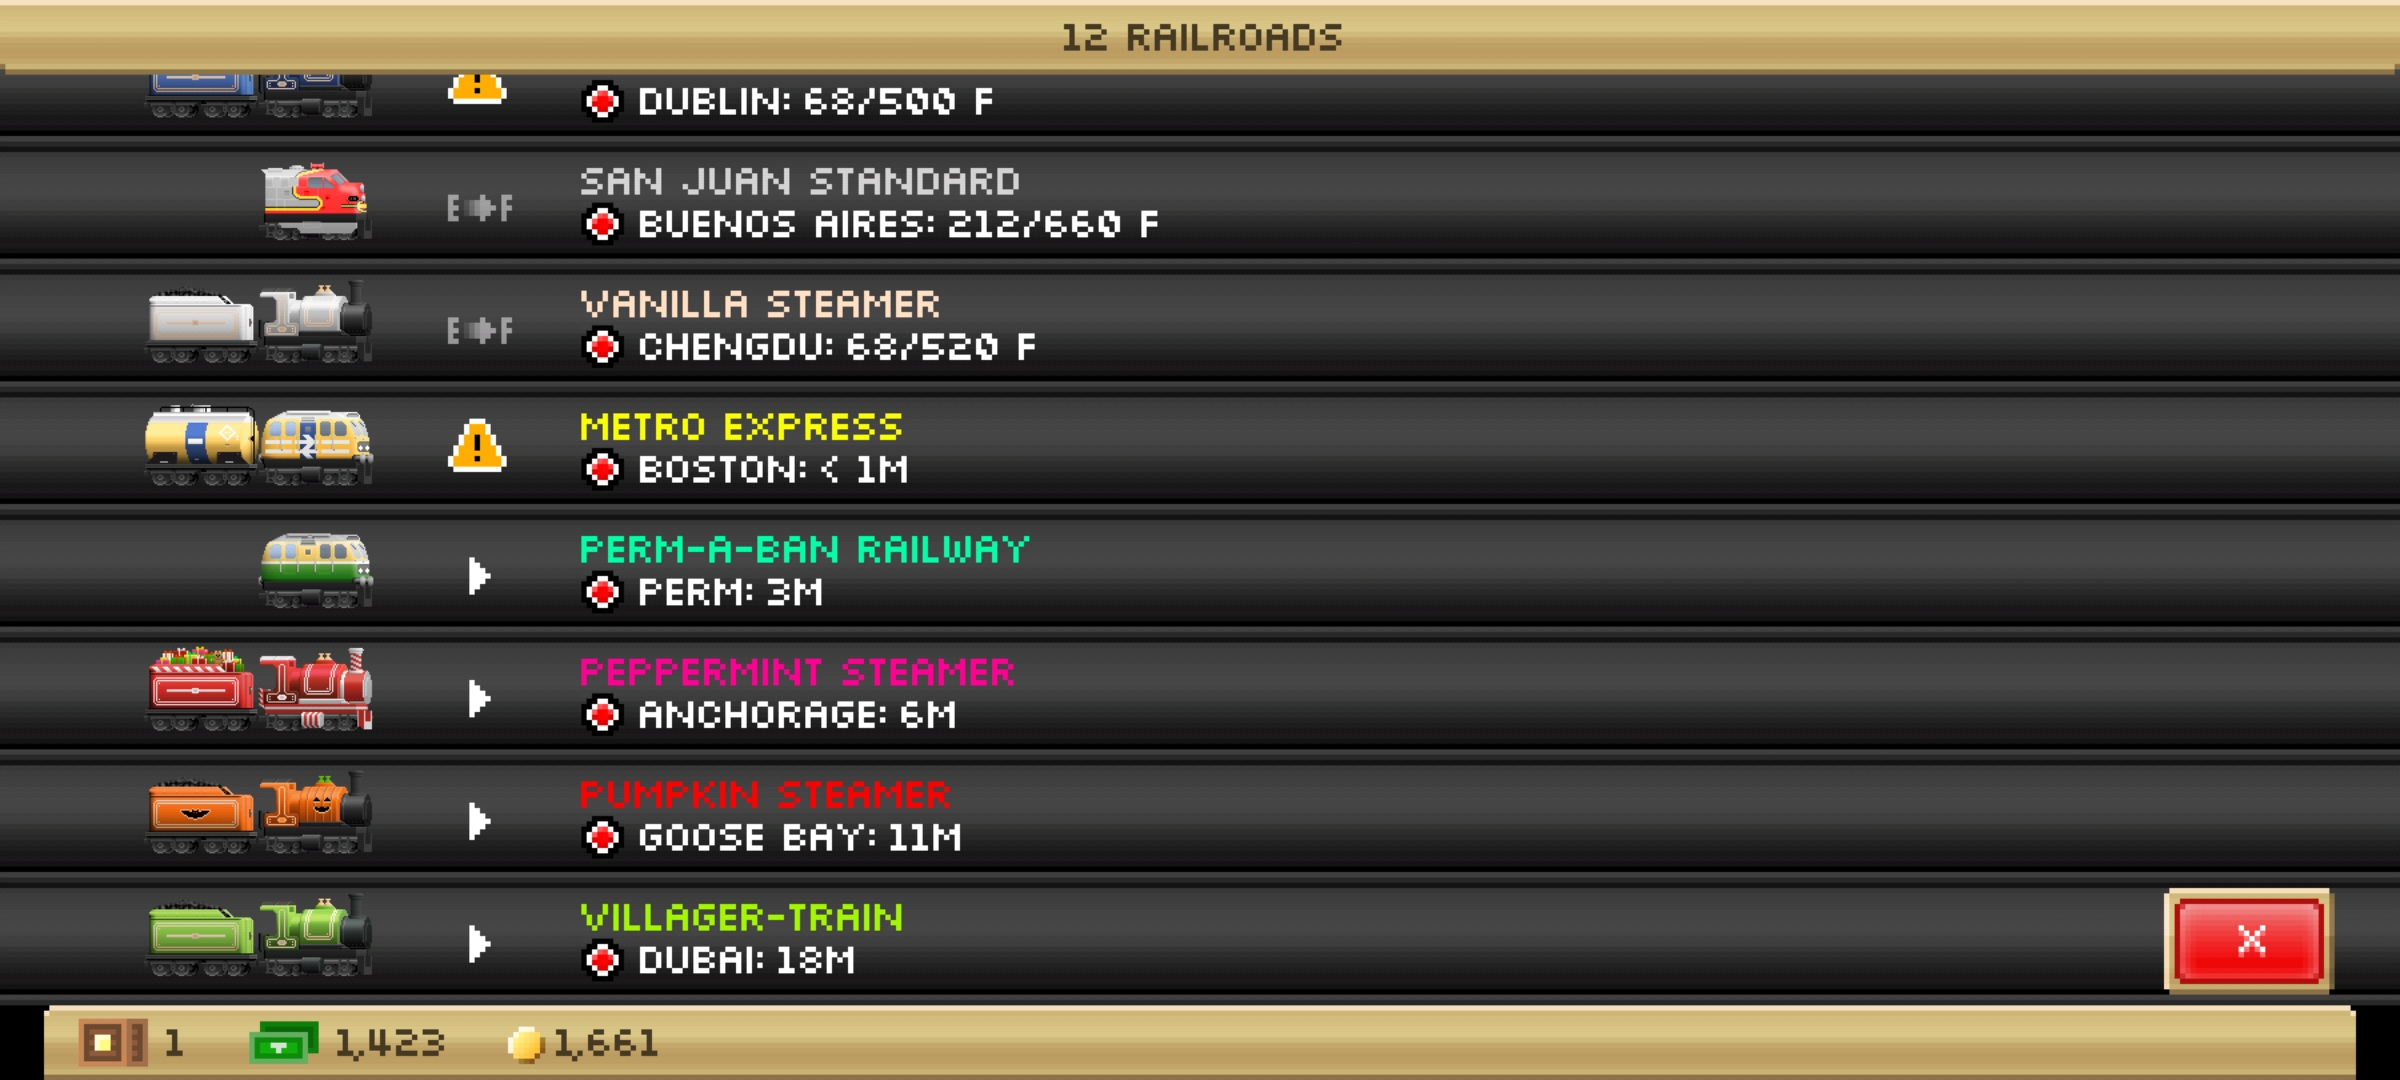 12 RAILROADS
DUBLIN: 68/500 F
SAN JUAN STANDARD
E F
BUENOS AIRES: 212/660 F
VANILLA STEAMER
E F
CHENGDU: 68/520 F
METRO EXPRESS
BOSTON: < 1M
PERM-A-BAN RAILWAY
PERM: 3M
PEPPERMINT STEAMER
ANCHORAGE: 6M
PUMPKIN STEAMER
GOOSE BAY: 11M
VILLAGER-TRAIN
DUBAI: 18M
X
1 1,423 1,661